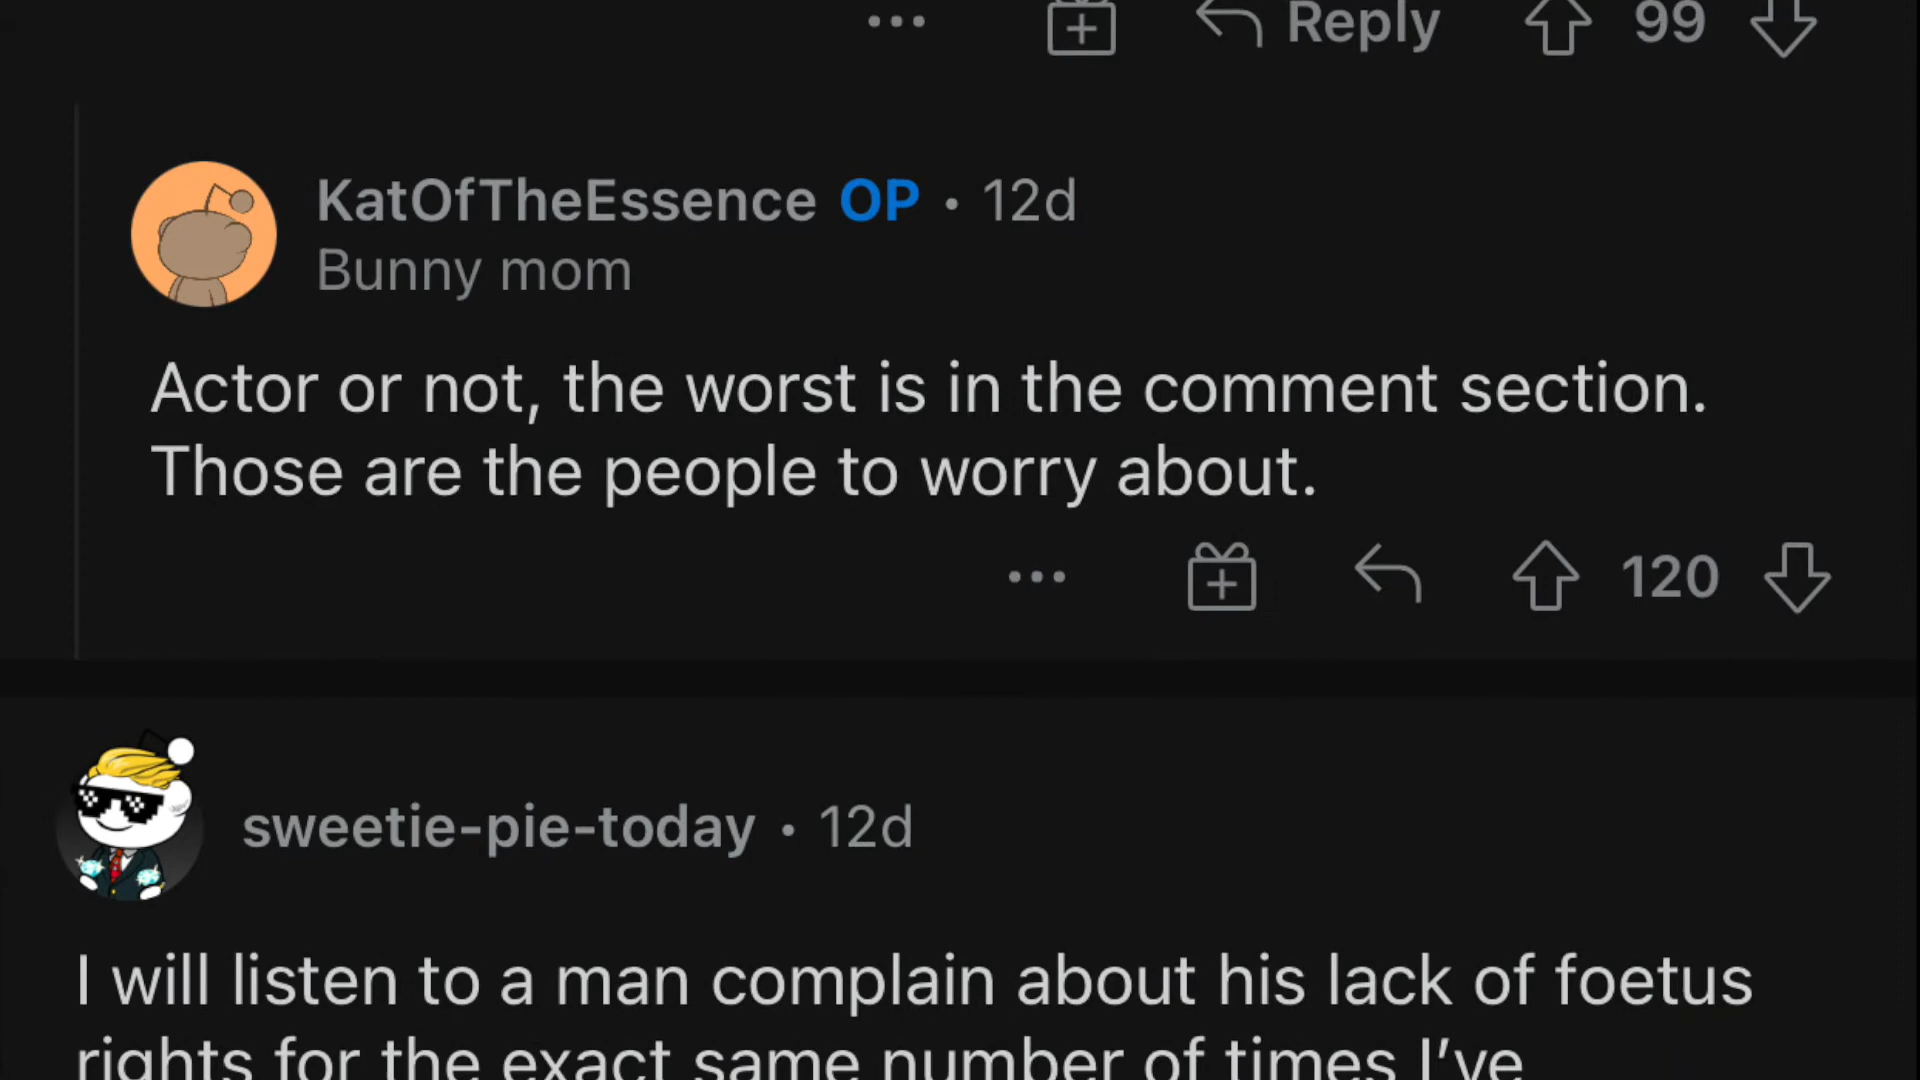 Reply 99
KatOfTheEssence OP • 12d
Bunny mom
Actor or not, the worst is in the comment section.
Those are the people to worry about.
120
sweetie-pie-today • 12d
I will listen to a man complain about his lack of foetus
rights for the exact same number of times I've